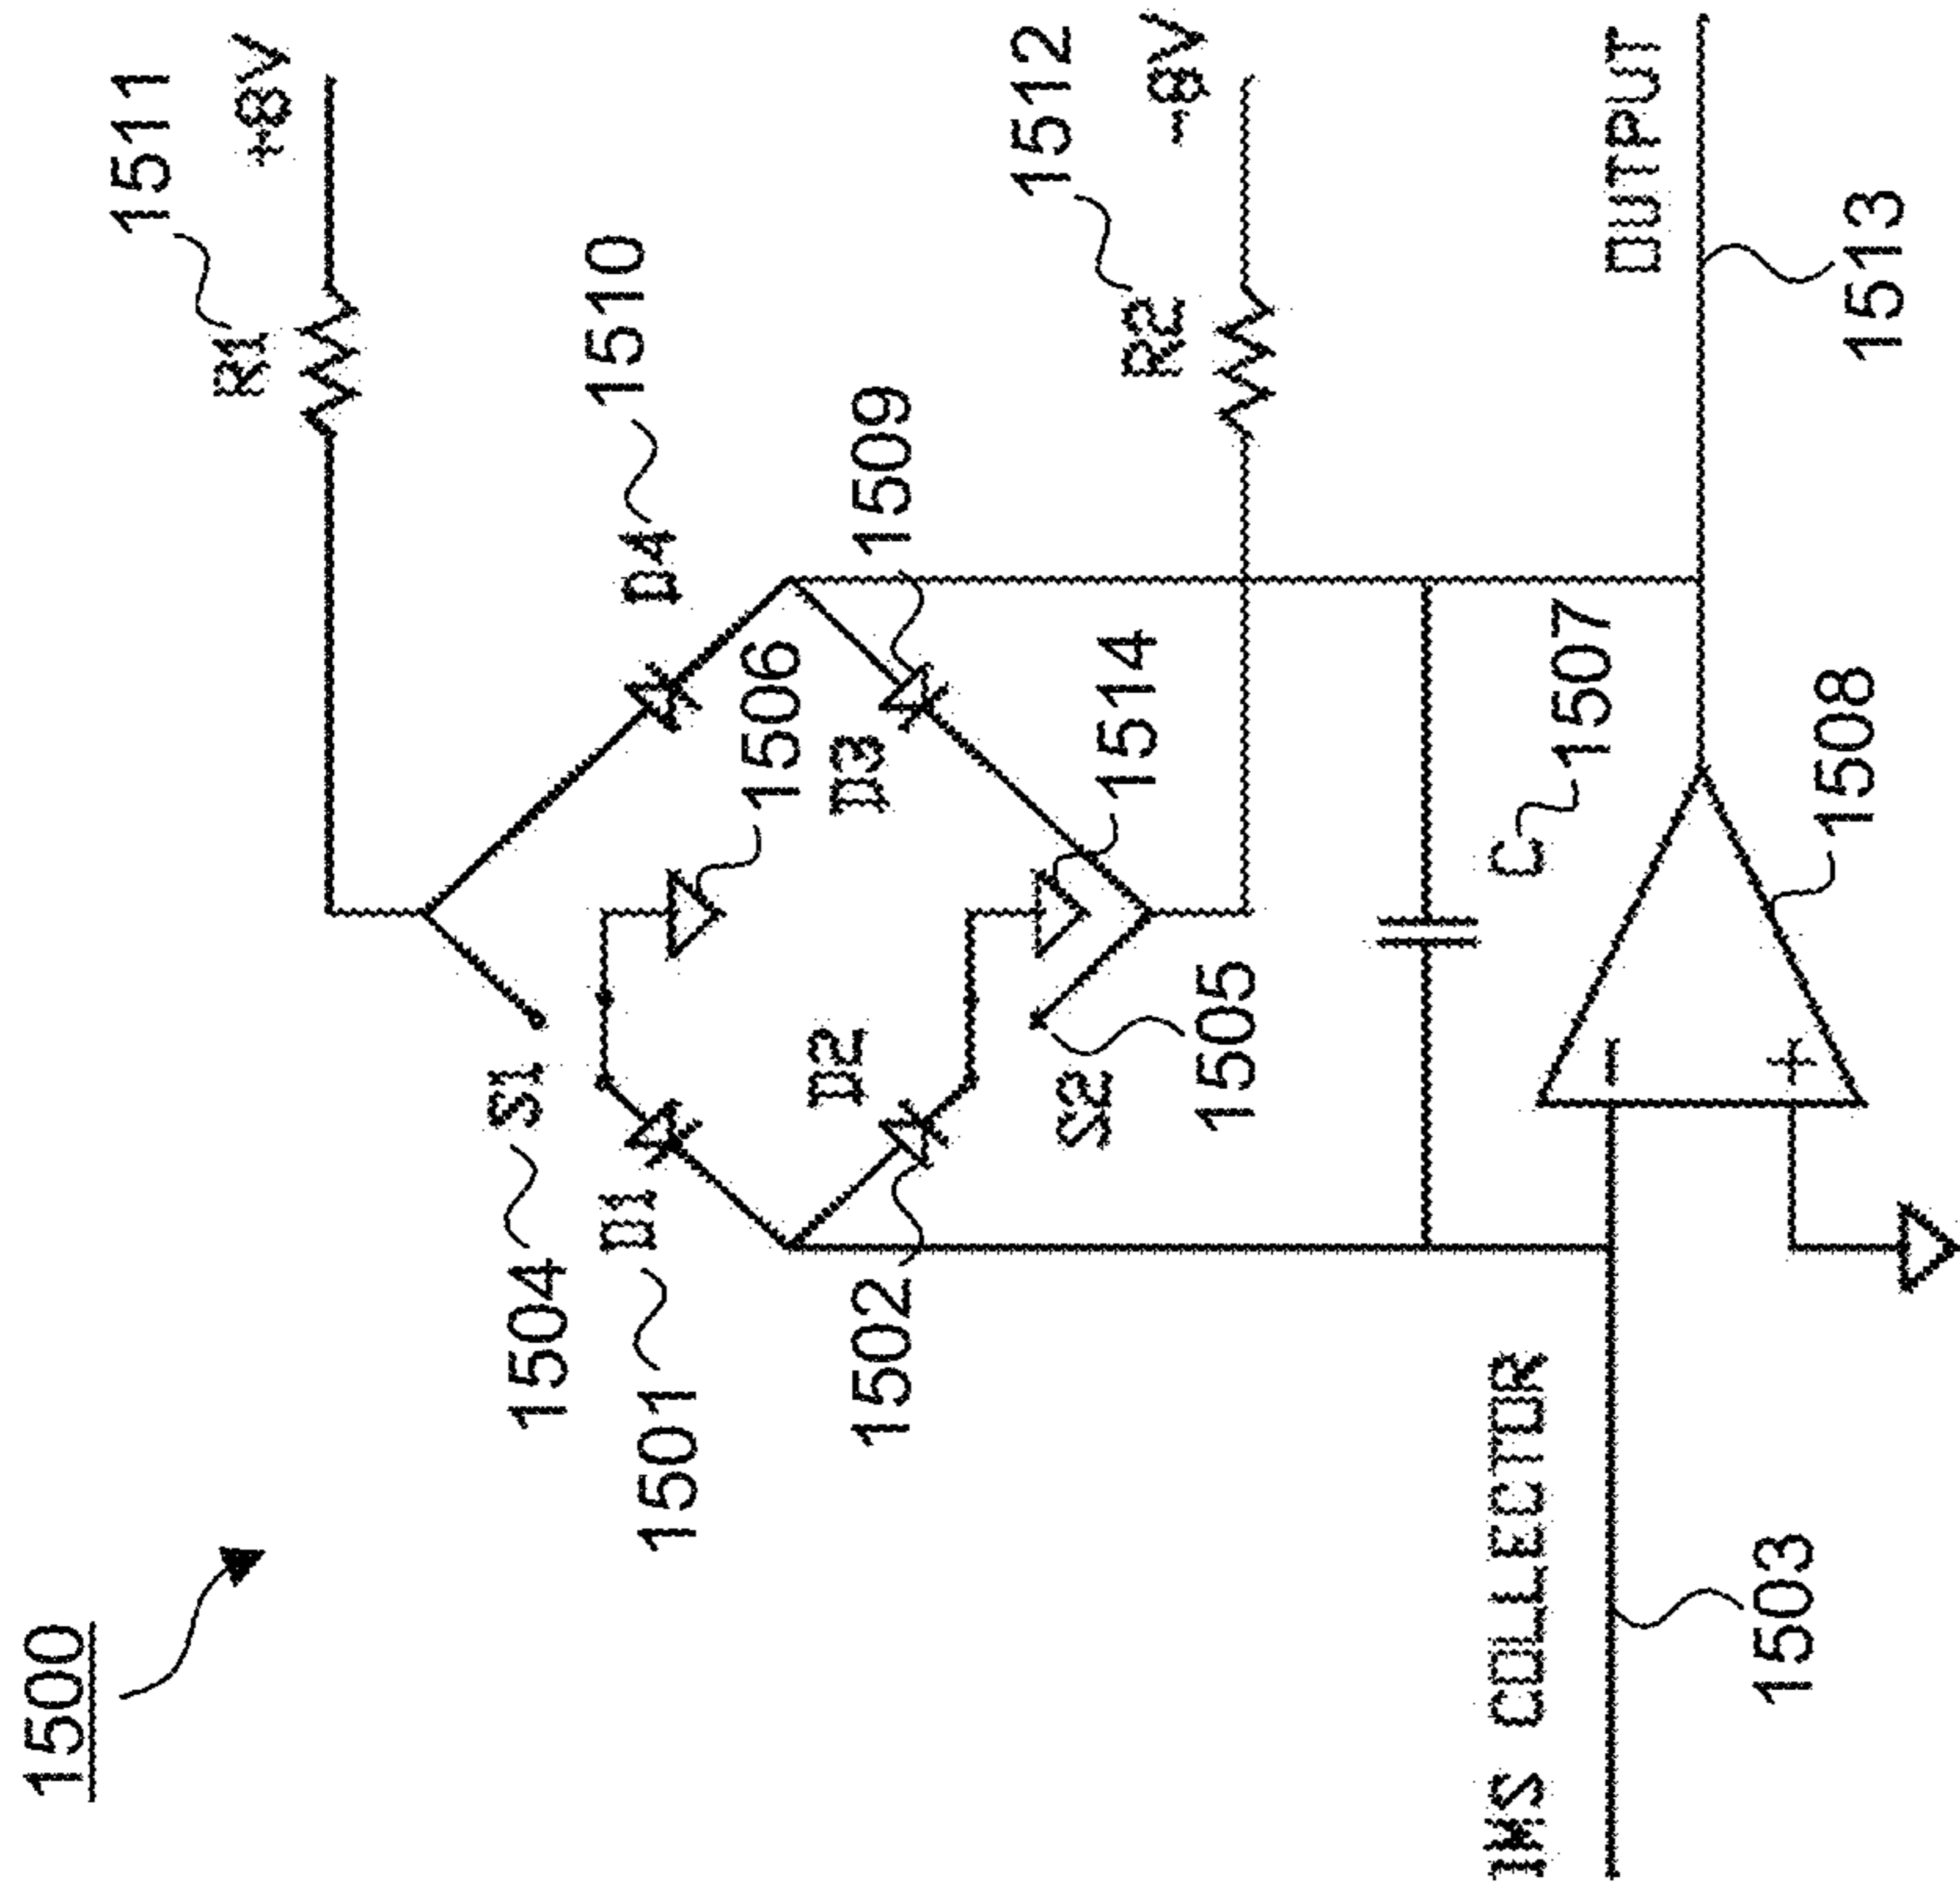 1500
1511
R1
+8V
S1
1504
1510
D1
D4
1501
1506
D2
D3
1502
1509
1512
S2
1514
R2
-8V
1505
IMS COLLECTOR
C
1507
-
OUTPUT
1503
+
1508
1513